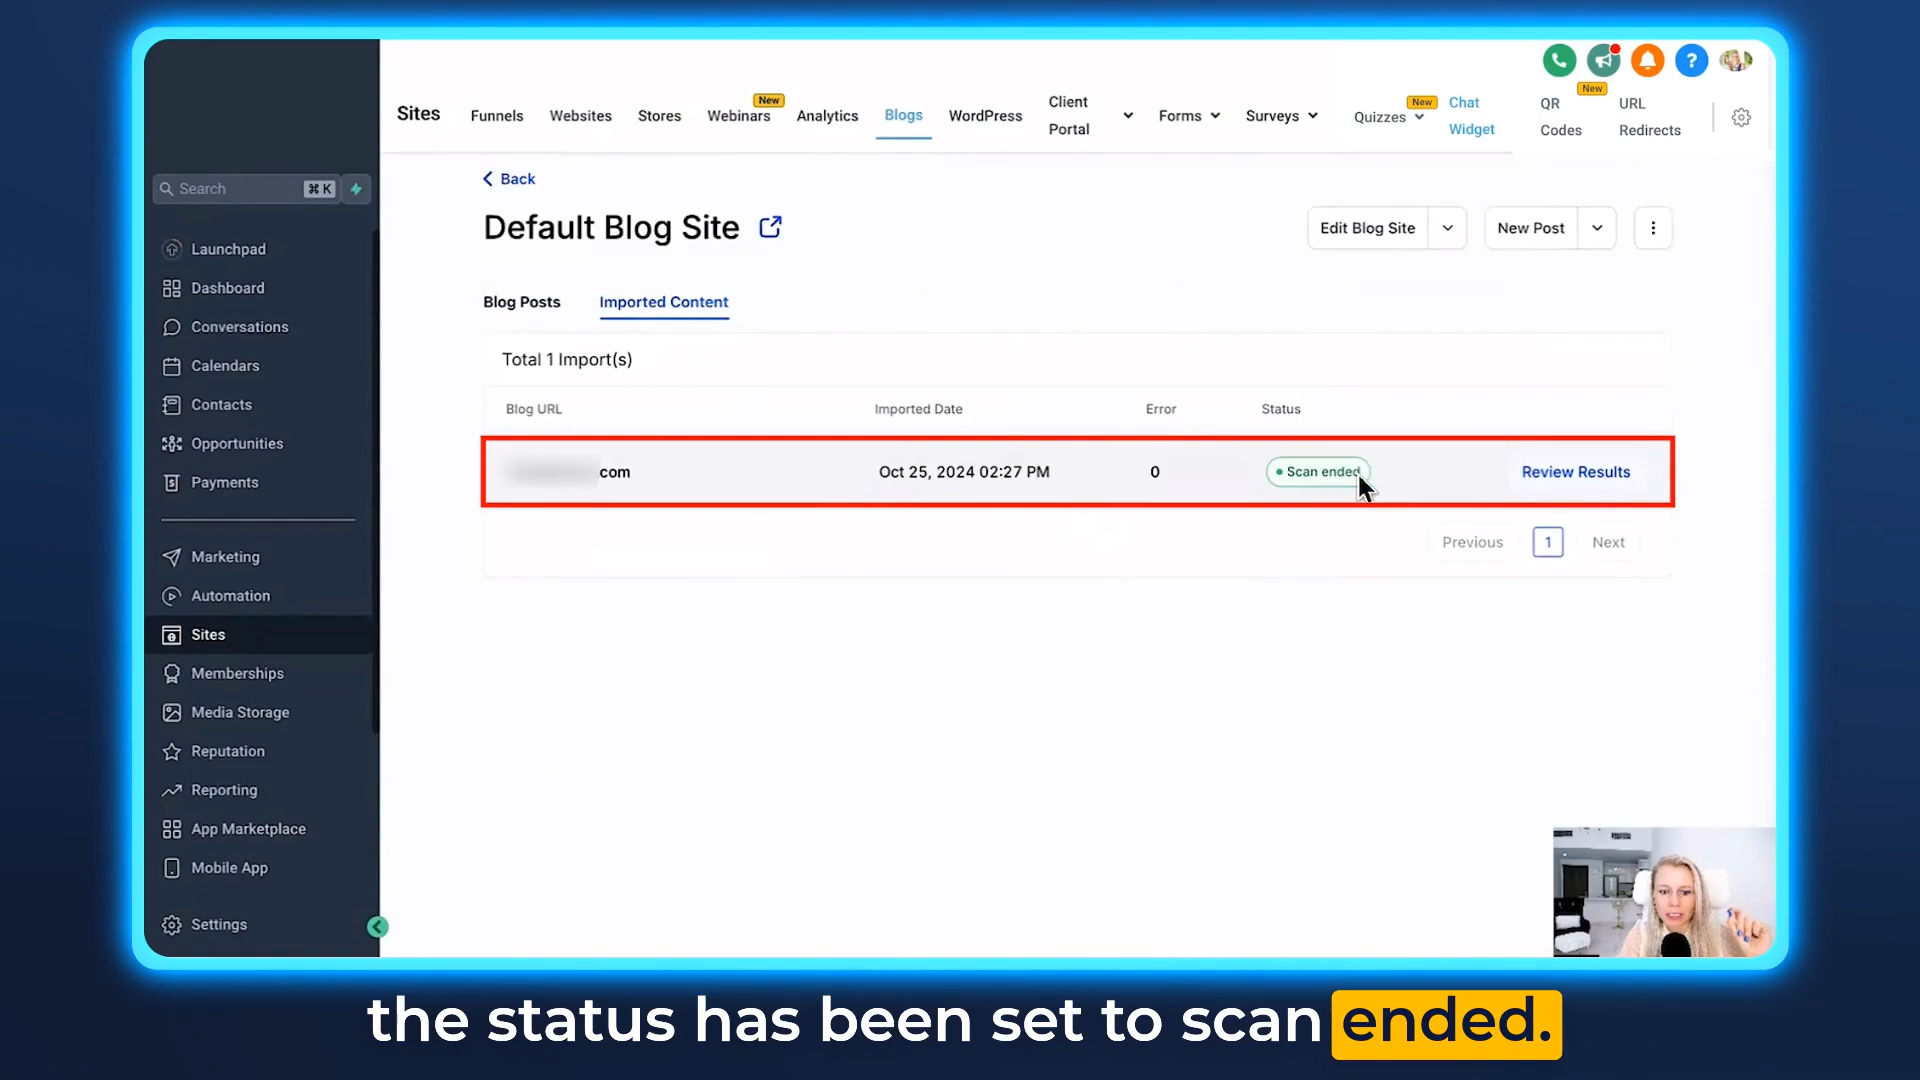 Sites
Funnels
Websites
Stores
Webinars
New
Analytics
Blogs
WordPress
Client
Portal
Forms
Surveys
Quizzes
New
Chat
Widget
QR
Codes
New
URL
Redirects
?
Search
⌘ K
Launchpad
Dashboard
Conversations
Calendars
Contacts
Opportunities
Payments
Marketing
Automation
Sites
Memberships
Media Storage
Reputation
Reporting
App Marketplace
Mobile App
Settings
Back
Default Blog Site
Edit Blog Site
New Post
Blog Posts
Imported Content
Total 1 Import(s)
Blog URL
Imported Date
Error
Status
com
Oct 25, 2024 02:27 PM
0
Scan ended
Review Results
Previous
1
Next
the status has been set to scan ended.